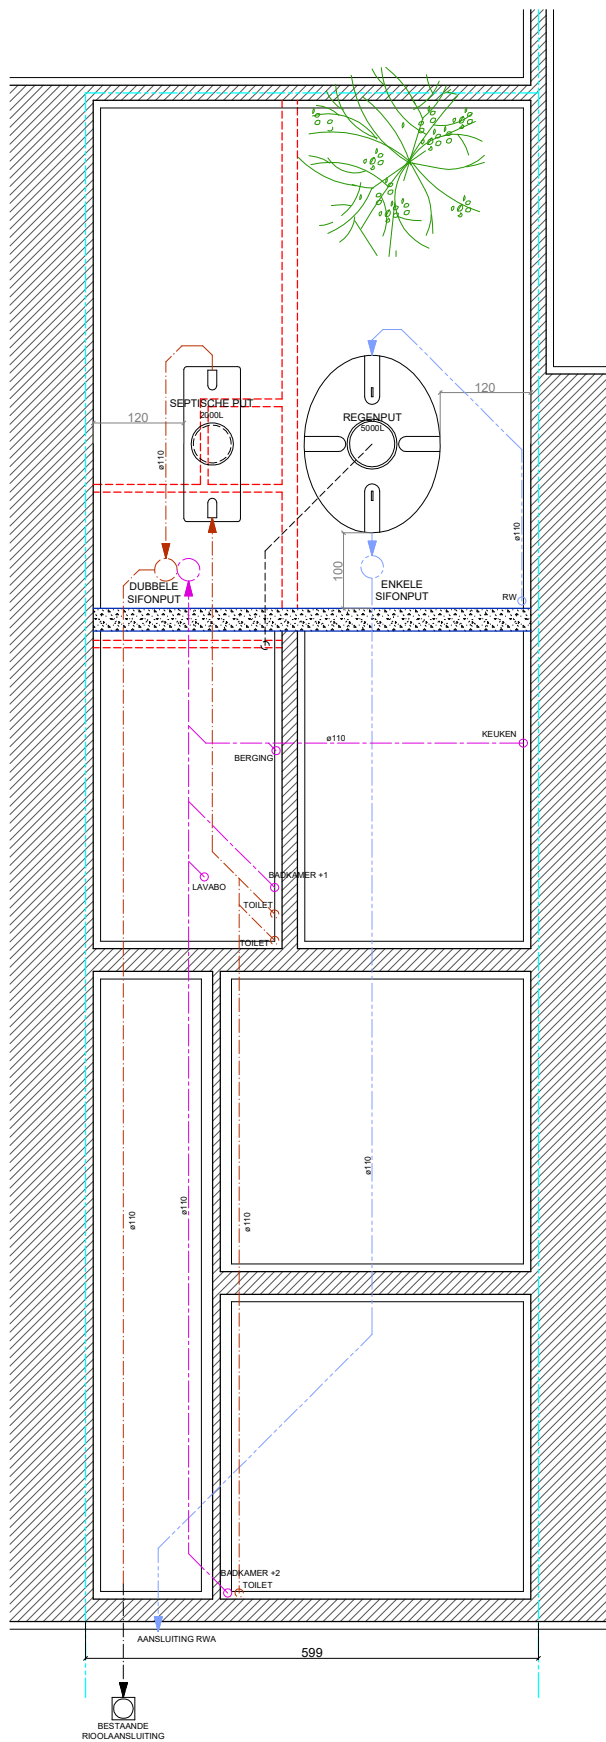 120
SEPTISCHE PUT
2000L
REGENPUT
5000L
120
ø110
ø110
100
DUBBELE
SIFONPUT
ENKELE
SIFONPUT
RW
KEUKEN
ø110
BERGING
BADKAMER +1
LAVABO
TOILET
TOILET
ø110
ø110
ø110
ø110
BADKAMER +2
TOILET
AANSLUITING RWA
599
BESTAANDE
RIOOLAANSLUITING